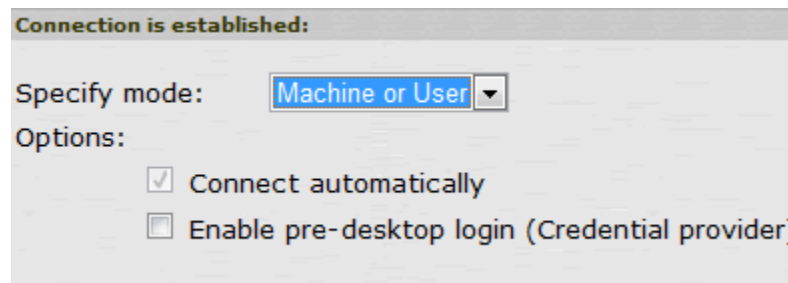 Connection is established:
Specify mode: Machine or User
Options:
Connect automatically
Enable pre-desktop login (Credential provider)